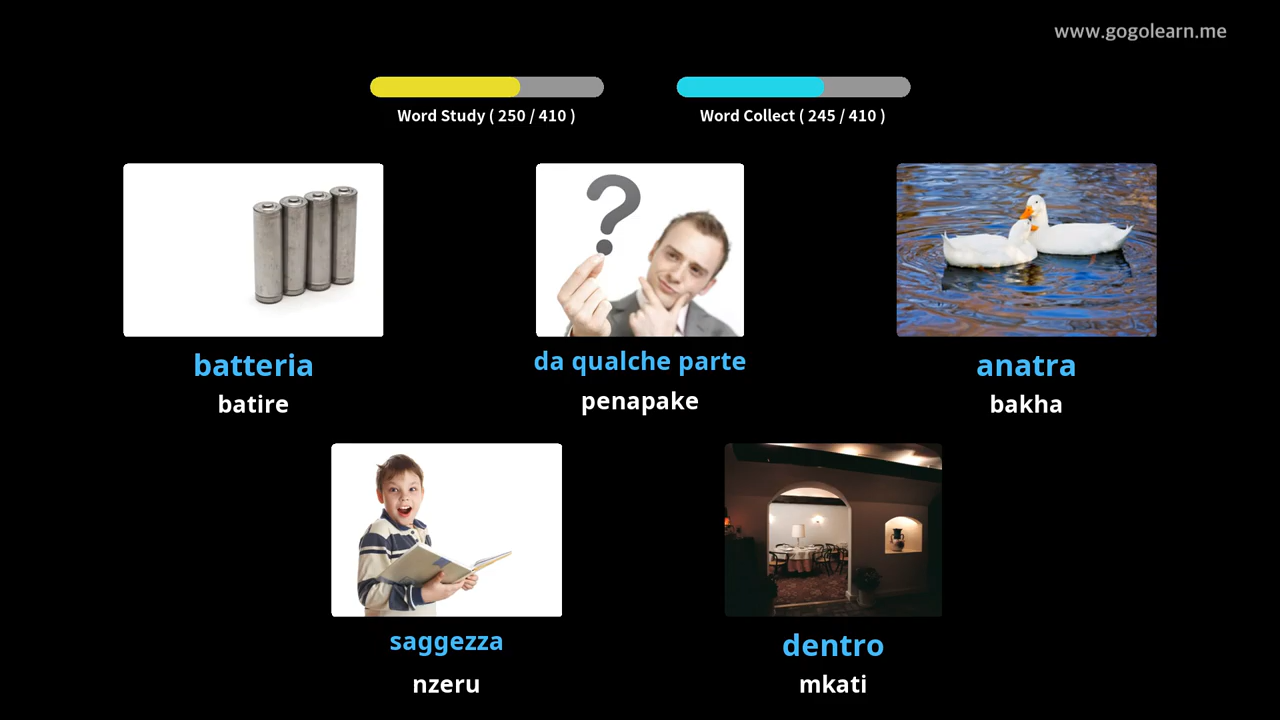 www.gogolearn.me
Word Study ( 250 / 410 )
Word Collect ( 245 / 410 )
batteria
batire
da qualche parte
penapake
anatra
bakha
saggezza
nzeru
dentro
mkati